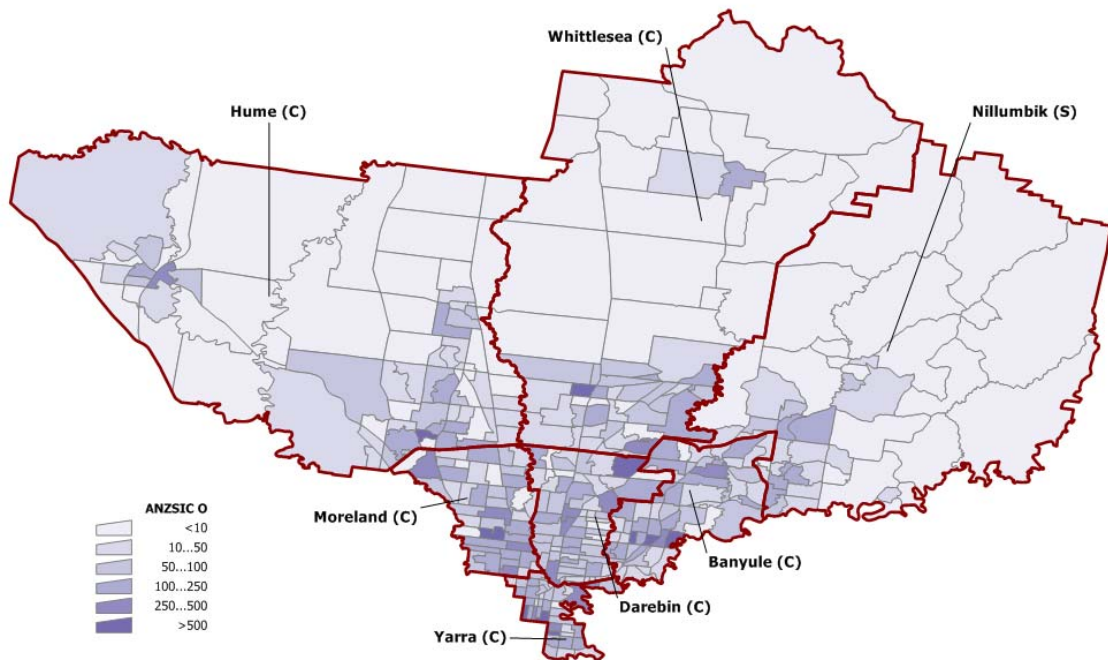 Whittlesea (C)
Hume (C)
Nillumbik (S)
ANZSIC O
<10
10...50
50...100
100...250
250...500
>500
Moreland (C)
Banyule (C)
Darebin (C)
Yarra (C)